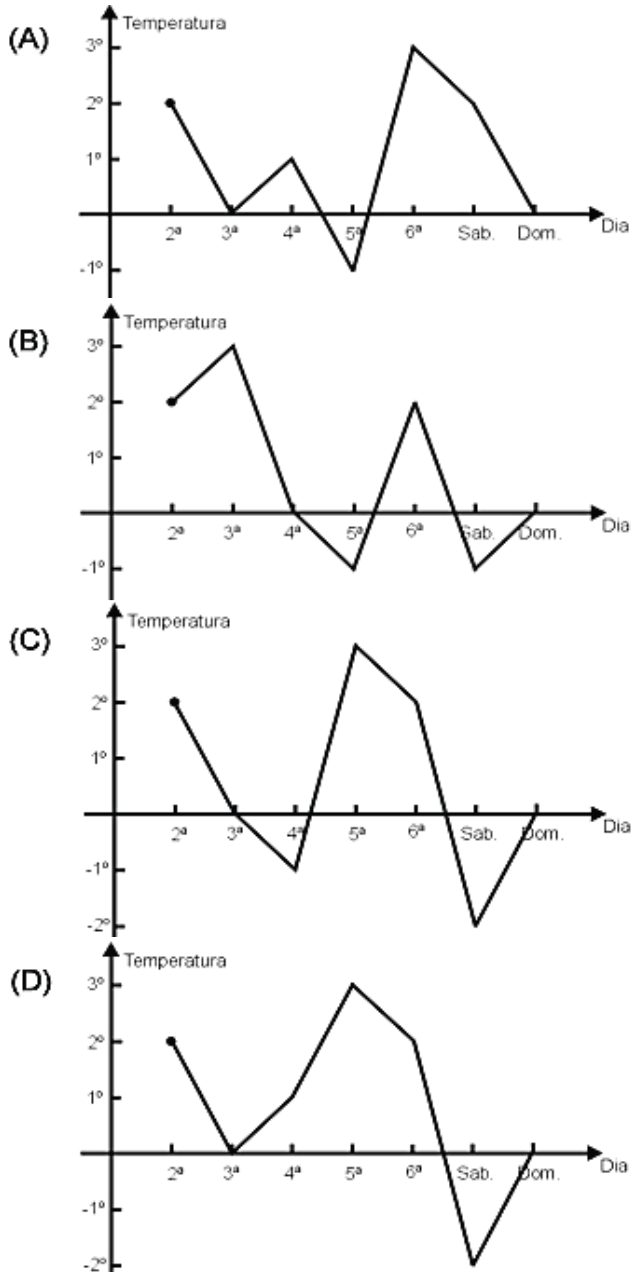 (A)
Temperatura
3º
2º
1º
-1º
2ª 3ª 4ª 5ª 6ª Sab. Dom. Dia
(B)
Temperatura
3º
2º
1º
-1º
2ª 3ª 4ª 5ª 6ª Sab. Dom. Dia
(C)
Temperatura
3º
2º
1º
-1º
-2º
2ª 3ª 4ª 5ª 6ª Sab. Dom. Dia
(D)
Temperatura
3º
2º
1º
-1º
-2º
2ª 3ª 4ª 5ª 6ª Sab. Dom. Dia